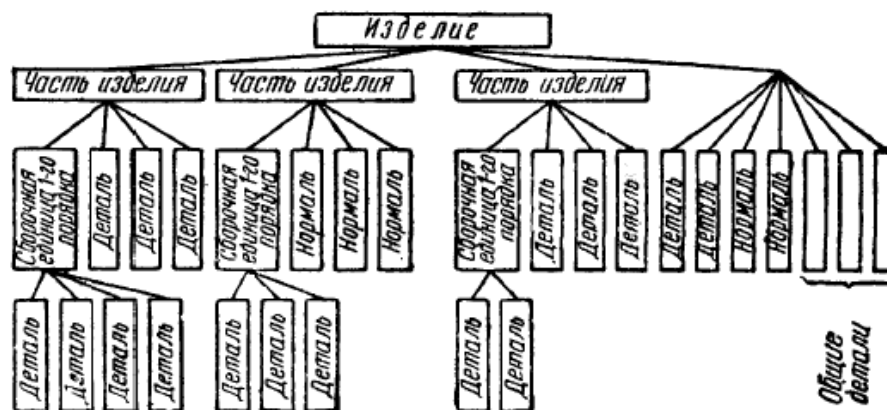 Изделие
Часть изделия
Часть изделия
Часть изделия
Сборочная
единица 1-го
порядка
Деталь
Деталь
Деталь
Сборочная
единица 1-го
порядка
Нормаль
Нормаль
Нормаль
Сборочная
единица 1-го
порядка
Деталь
Деталь
Деталь
Деталь
Деталь
Нормаль
Нормаль
Деталь
Деталь
Деталь
Деталь
Деталь
Деталь
Деталь
Деталь
Деталь
Общие
детали